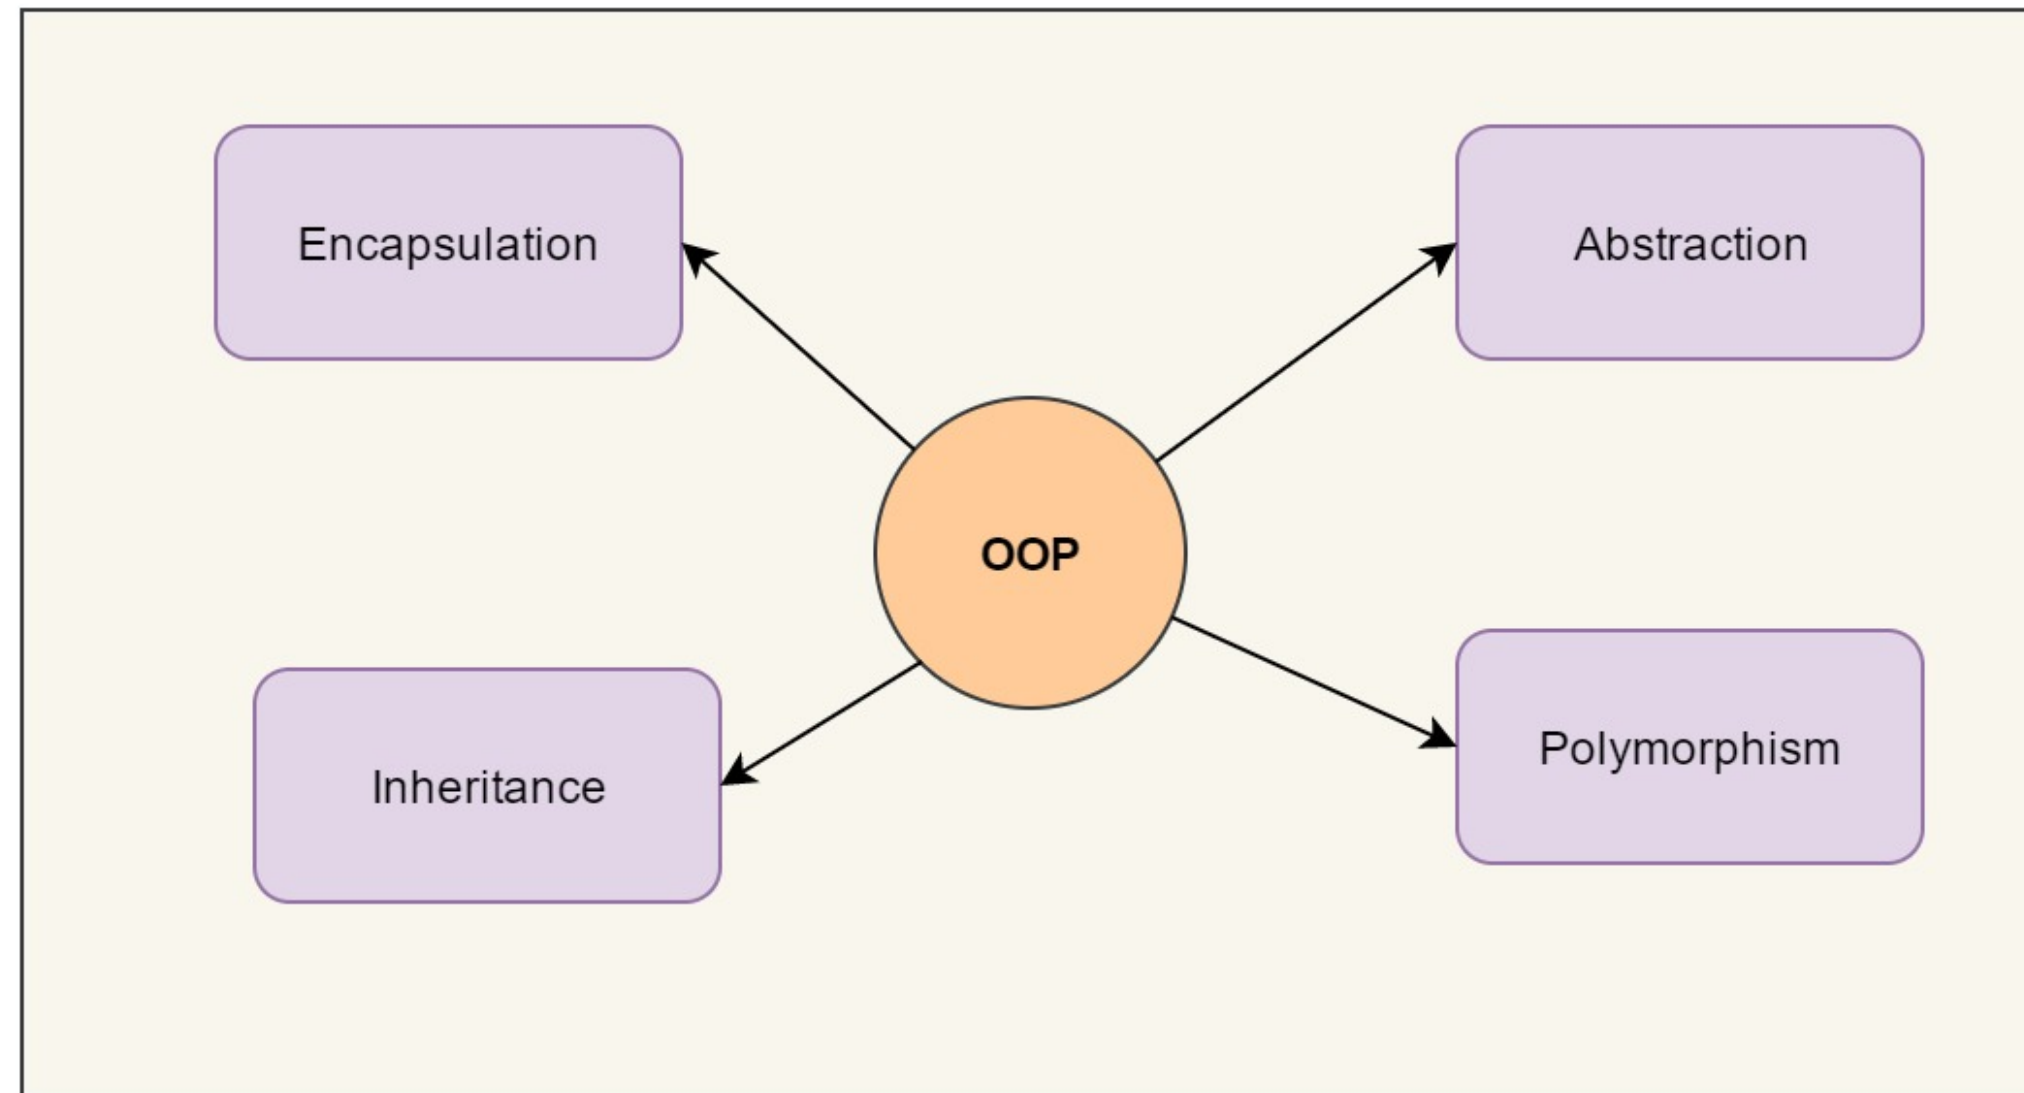 Encapsulation
Abstraction
OOP
Inheritance
Polymorphism